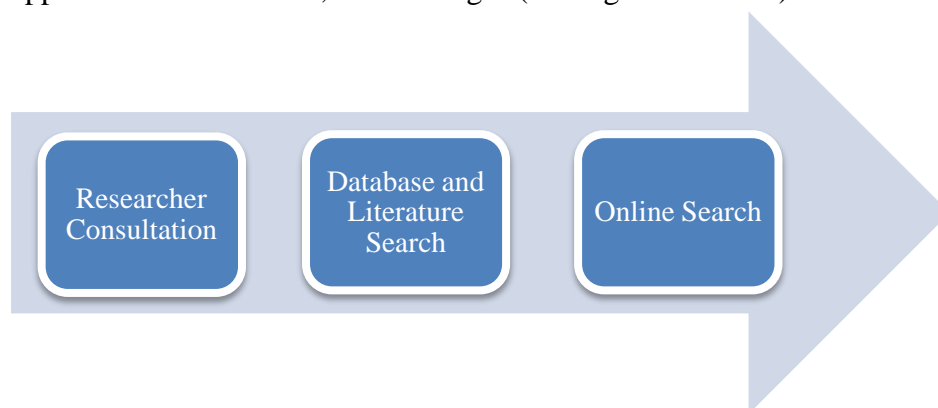 Researcher
Consultation
Database and
Literature
Search
Online Search